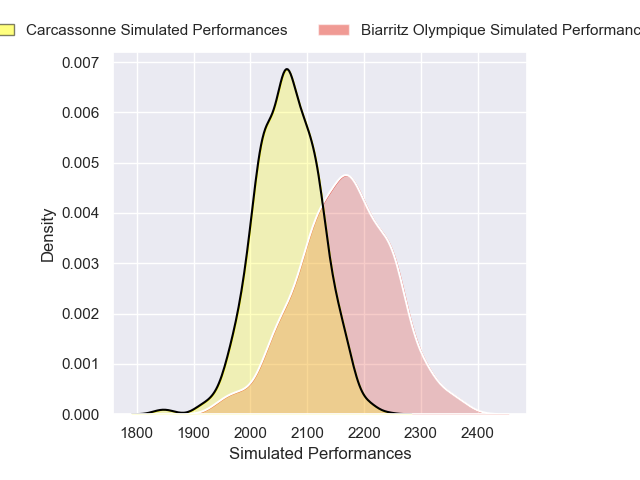 Carcassonne Simulated Performances
Biarritz Olympique Simulated
0.007
0.006
0.005
0.004
0.003
0.002
0.001
0.000
Density
1800 1900 2000 2100 2200 2300 2400
Simulated Performances